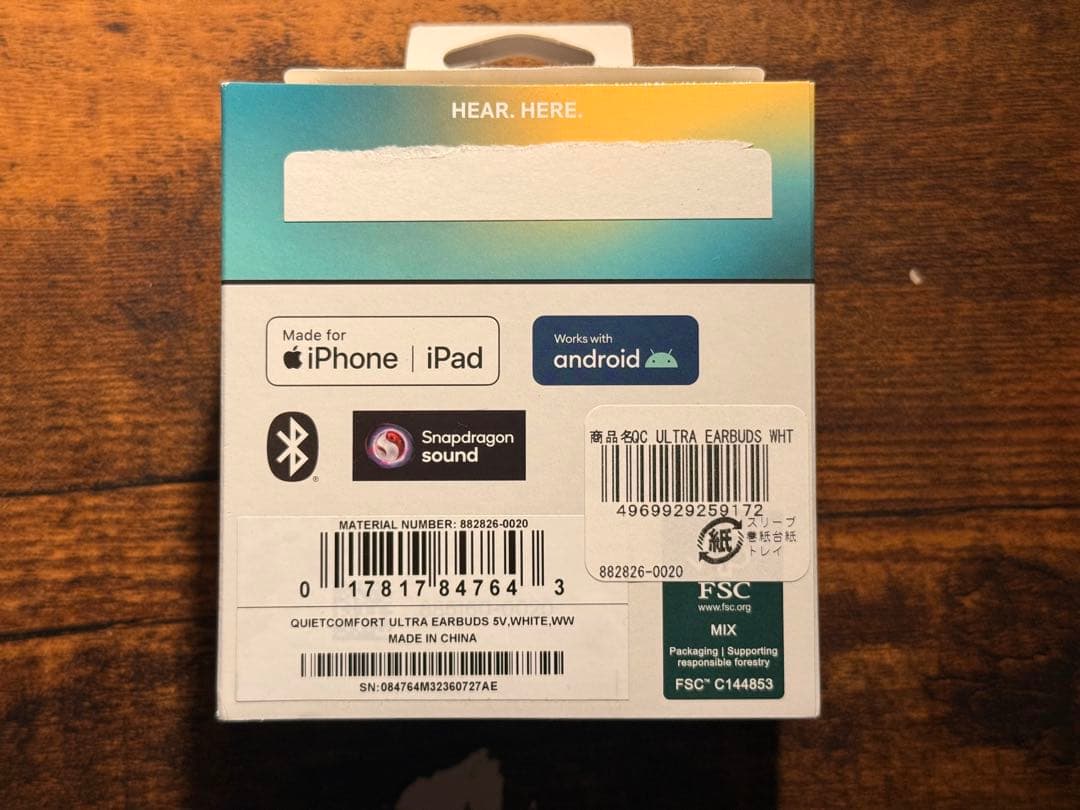 HEAR. HERE.
Made for
iPhone | iPad
Works with
android
Snapdragon
sound
商品名QC ULTRA EARBUDS WHT
4969929259172
紙
スリーブ
巻紙台紙
トレイ
882826-0020
MATERIAL NUMBER: 882826-0020
0 17817 84764 3
QUIETCOMFORT ULTRA EARBUDS 5V,WHITE,WW
MADE IN CHINA
SN:084764M32360727AE
FSC
www.fsc.org
MIX
Packaging | Supporting
responsible forestry
FSC™ C144853